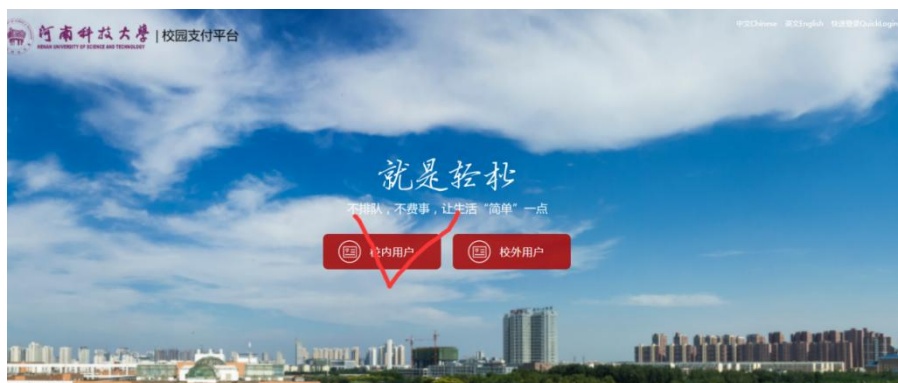 河南科技大学 | 校园支付平台
HENAN UNIVERSITY OF SCIENCE AND TECHNOLOGY
中文Chinese 英文English 快速登录QuickLogin
就是轻松
不排队，不费事，让生活“简单”一点
校内用户 校外用户